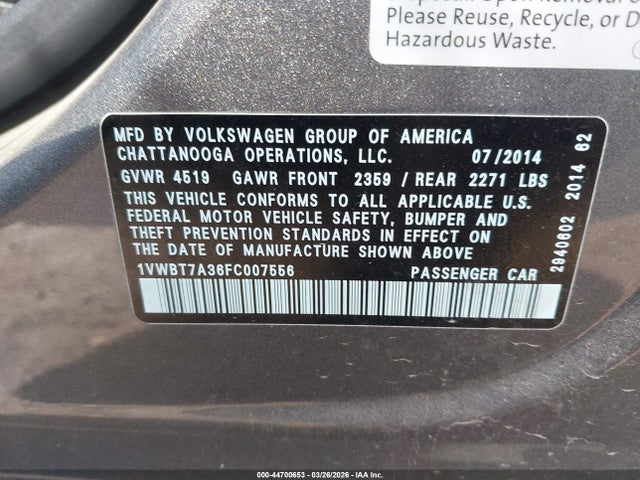 Please Reuse, Recycle, or D
Hazardous Waste.
MFD BY VOLKSWAGEN GROUP OF AMERICA
CHATTANOOGA OPERATIONS, LLC. 07/2014
GVWR 4519 GAWR FRONT 2359 / REAR 2271 LBS
THIS VEHICLE CONFORMS TO ALL APPLICABLE U.S.
FEDERAL MOTOR VEHICLE SAFETY, BUMPER AND
THEFT PREVENTION STANDARDS IN EFFECT ON
THE DATE OF MANUFACTURE SHOWN ABOVE
1VWBT7A36FC007556 PASSENGER CAR
2940602 2014 62
000-44700653 | 03/26/2026 | IAA Inc.